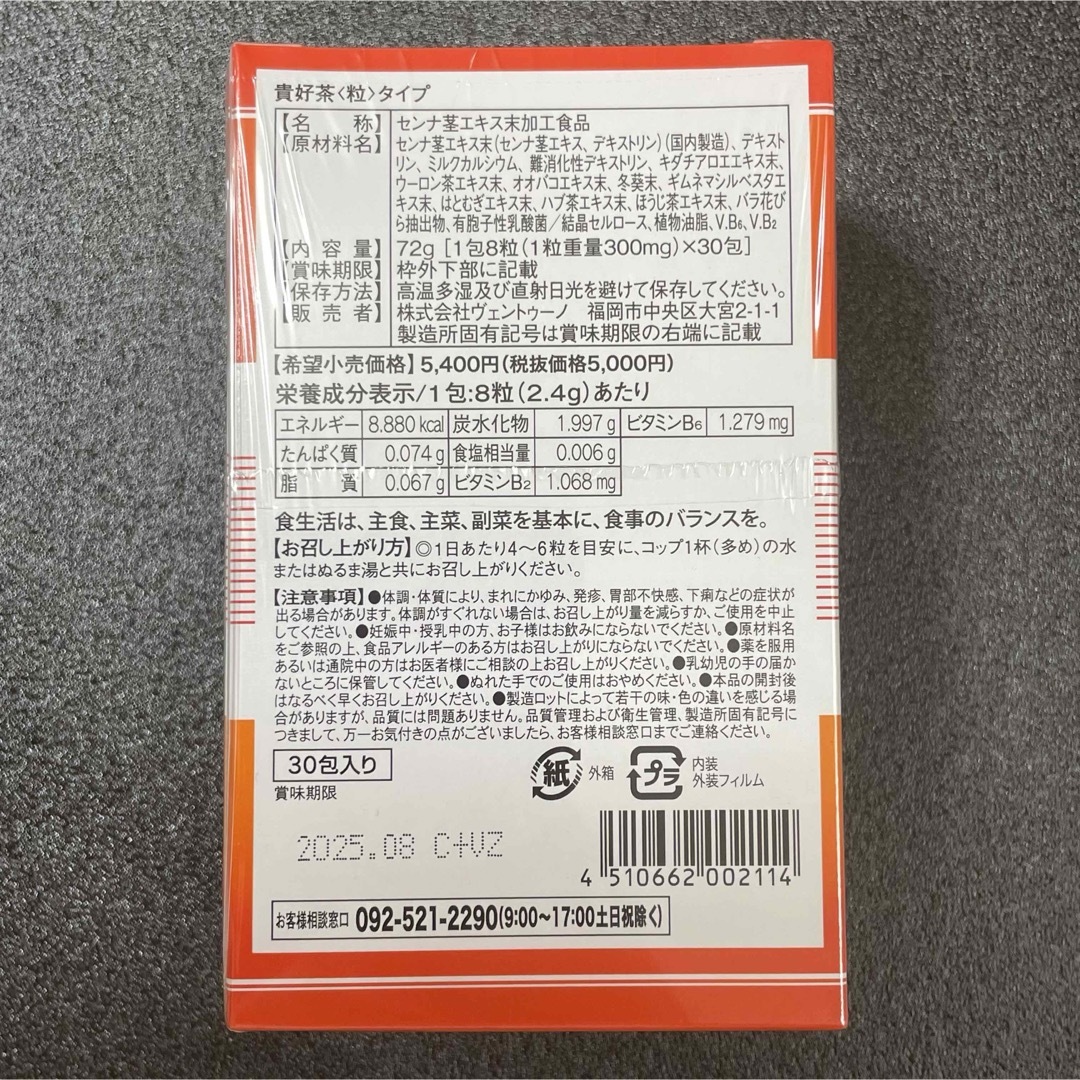 貴好茶〈粒〉タイプ
【名称】センナ茎エキス末加工食品
【原材料名】センナ茎エキス末(センナ茎エキス、デキストリン)(国内製造)、デキスト
リン、ミルクカルシウム、難消化性デキストリン、キダチアロエエキス末、
ウーロン茶エキス末、オオバコエキス末、冬葵末、ギムネマシルベスタエ
キス末、はとむぎエキス末、ハブ茶エキス末、ほうじ茶エキス末、バラ花び
ら抽出物、有胞子性乳酸菌/結晶セルロース、植物油脂、V.B₆、V.B₂
【内容量】72g[1包8粒(1粒重量300mg)×30包]
【賞味期限】枠外下部に記載
【保存方法】高温多湿及び直射日光を避けて保存してください。
【販売者】株式会社ヴェントゥーノ 福岡市中央区大宮2-1-1
製造所固有記号は賞味期限の右端に記載
【希望小売価格】5,400円(税抜価格5,000円)
栄養成分表示/1包:8粒(2.4g)あたり
エネルギー 8.880kcal 炭水化物 1.997g ビタミンB₆ 1.279mg
たんぱく質 0.074g 食塩相当量 0.006g
脂質 0.067g ビタミンB₂ 1.068mg
食生活は、主食、主菜、副菜を基本に、食事のバランスを。
【お召し上がり方】◎1日あたり4〜6粒を目安に、コップ1杯(多め)の水
またはぬるま湯と共にお召し上がりください。
【注意事項】●体調・体質により、まれにかゆみ、発疹、胃部不快感、下痢などの症状が
出る場合があります。体調がすぐれない場合は、お召し上がり量を減らすか、ご使用を中止
してください。●妊娠中・授乳中の方、お子様はお飲みにならないでください。●原材料名
をご参照の上、食品アレルギーのある方はお召し上がりにならないでください。●薬を服用
あるいは通院中の方はお医者様にご相談の上お召し上がりください。●乳幼児の手の届か
ないところに保管してください。●ぬれた手でのご使用はおやめください。●本品の開封後
はなるべく早くお召し上がりください。●製造ロットによって若干の味・色の違いを感じる場
合がありますが、品質には問題ありません。品質管理および衛生管理、製造所固有記号に
つきまして、万一お気付きの点がございましたら、お客様相談窓口までご連絡ください。
30包入り
紙 外箱 プラ 内装
外装フィルム
賞味期限
2025.08 C+VZ
4 510662 002114
お客様相談窓口 092-521-2290(9:00〜17:00土日祝除く)